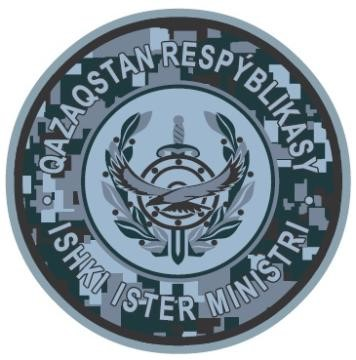 QAZAQSTAN RESPÝBLIKASY
ISHKI ISTER MINISTRI